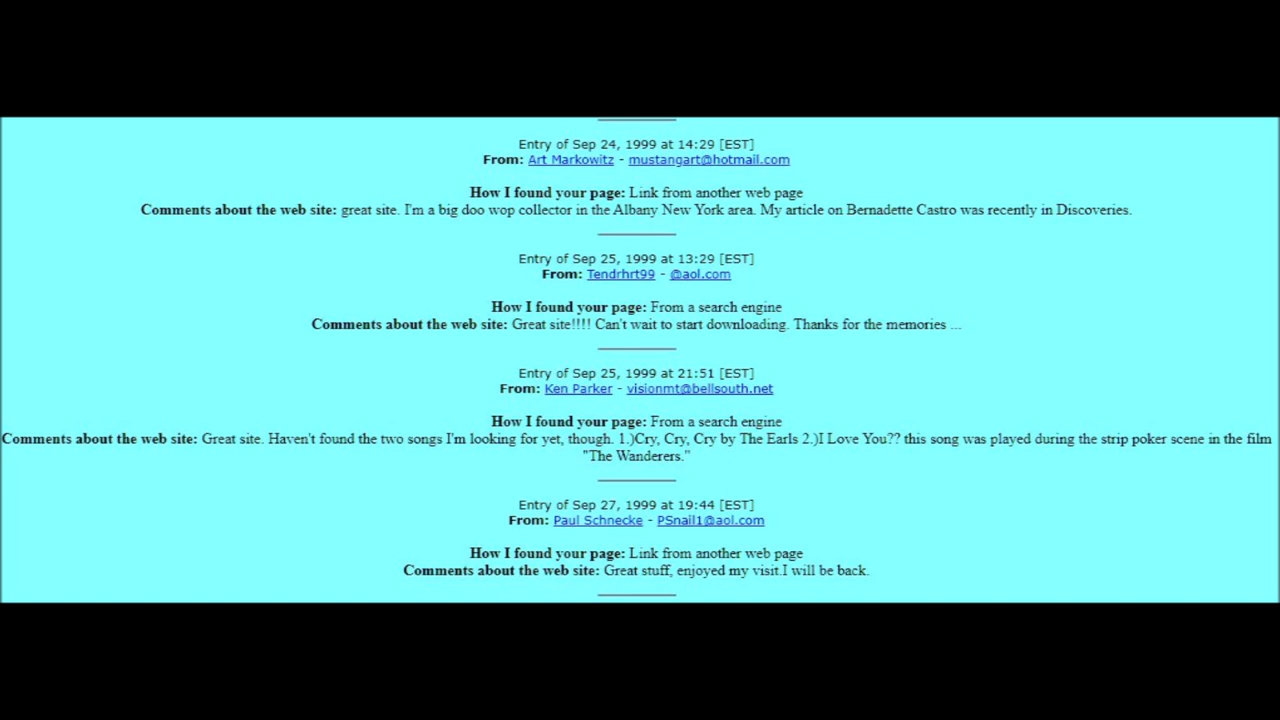 Entry of Sep 24, 1999 at 14:29 [EST]
From: Art Markowitz - mustangart@hotmail.com
How I found your page: Link from another web page
Comments about the web site: great site. I'm a big doo wop collector in the Albany New York area. My article on Bernadette Castro was recently in Discoveries.
Entry of Sep 25, 1999 at 13:29 [EST]
From: Tendrhrt99 - @aol.com
How I found your page: From a search engine
Comments about the web site: Great site!!!! Can't wait to start downloading. Thanks for the memories ...
Entry of Sep 25, 1999 at 21:51 [EST]
From: Ken Parker - visionmt@bellsouth.net
How I found your page: From a search engine
Comments about the web site: Great site. Haven't found the two songs I'm looking for yet, though. 1.)Cry, Cry, Cry by The Earls 2.)I Love You?? this song was played during the strip poker scene in the film
"The Wanderers."
Entry of Sep 27, 1999 at 19:44 [EST]
From: Paul Schnecke - PSnail1@aol.com
How I found your page: Link from another web page
Comments about the web site: Great stuff, enjoyed my visit.I will be back.